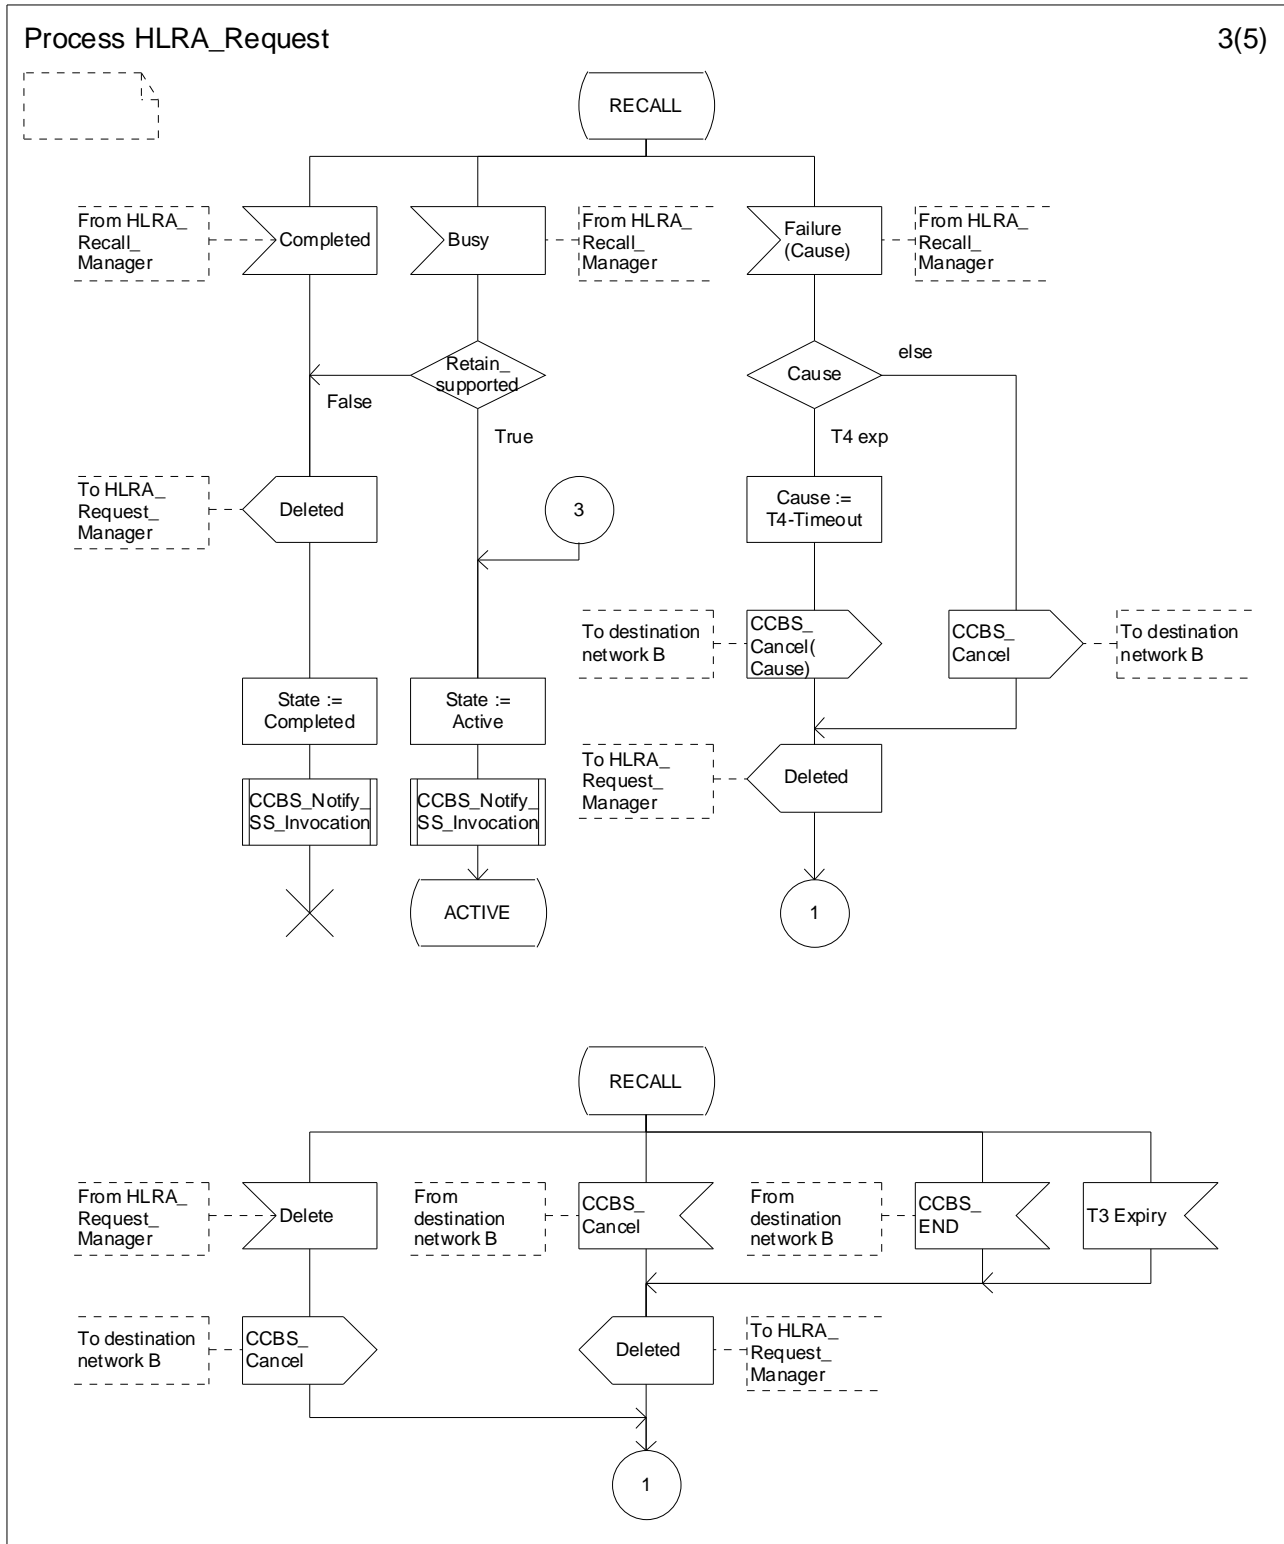 Process HLRA_Request
3(5)
RECALL
From HLRA_
Recall_
Manager
Completed
Busy
From HLRA_
Recall_
Manager
Failure
(Cause)
From HLRA_
Recall_
Manager
Retain_
supported
False
True
Cause
else
T4 exp
To HLRA_
Request_
Manager
Deleted
3
Cause :=
T4-Timeout
To destination
network B
CCBS_
Cancel(
Cause)
CCBS_
Cancel
To destination
network B
State :=
Completed
State :=
Active
To HLRA_
Request_
Manager
Deleted
CCBS_Notify_
SS_Invocation
CCBS_Notify_
SS_Invocation
ACTIVE
1
RECALL
From HLRA_
Request_
Manager
Delete
From
destination
network B
CCBS_
Cancel
From
destination
network B
CCBS_
END
T3 Expiry
To destination
network B
CCBS_
Cancel
Deleted
To HLRA_
Request_
Manager
1